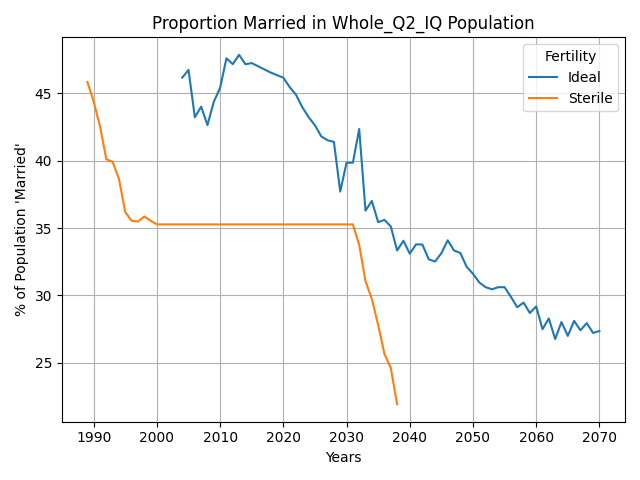 Proportion Married in Whole_Q2_IQ Population
Fertility
Ideal
Sterile
% of Population 'Married'
45
40
35
30
25
1990 2000 2010 2020 2030 2040 2050 2060 2070
Years